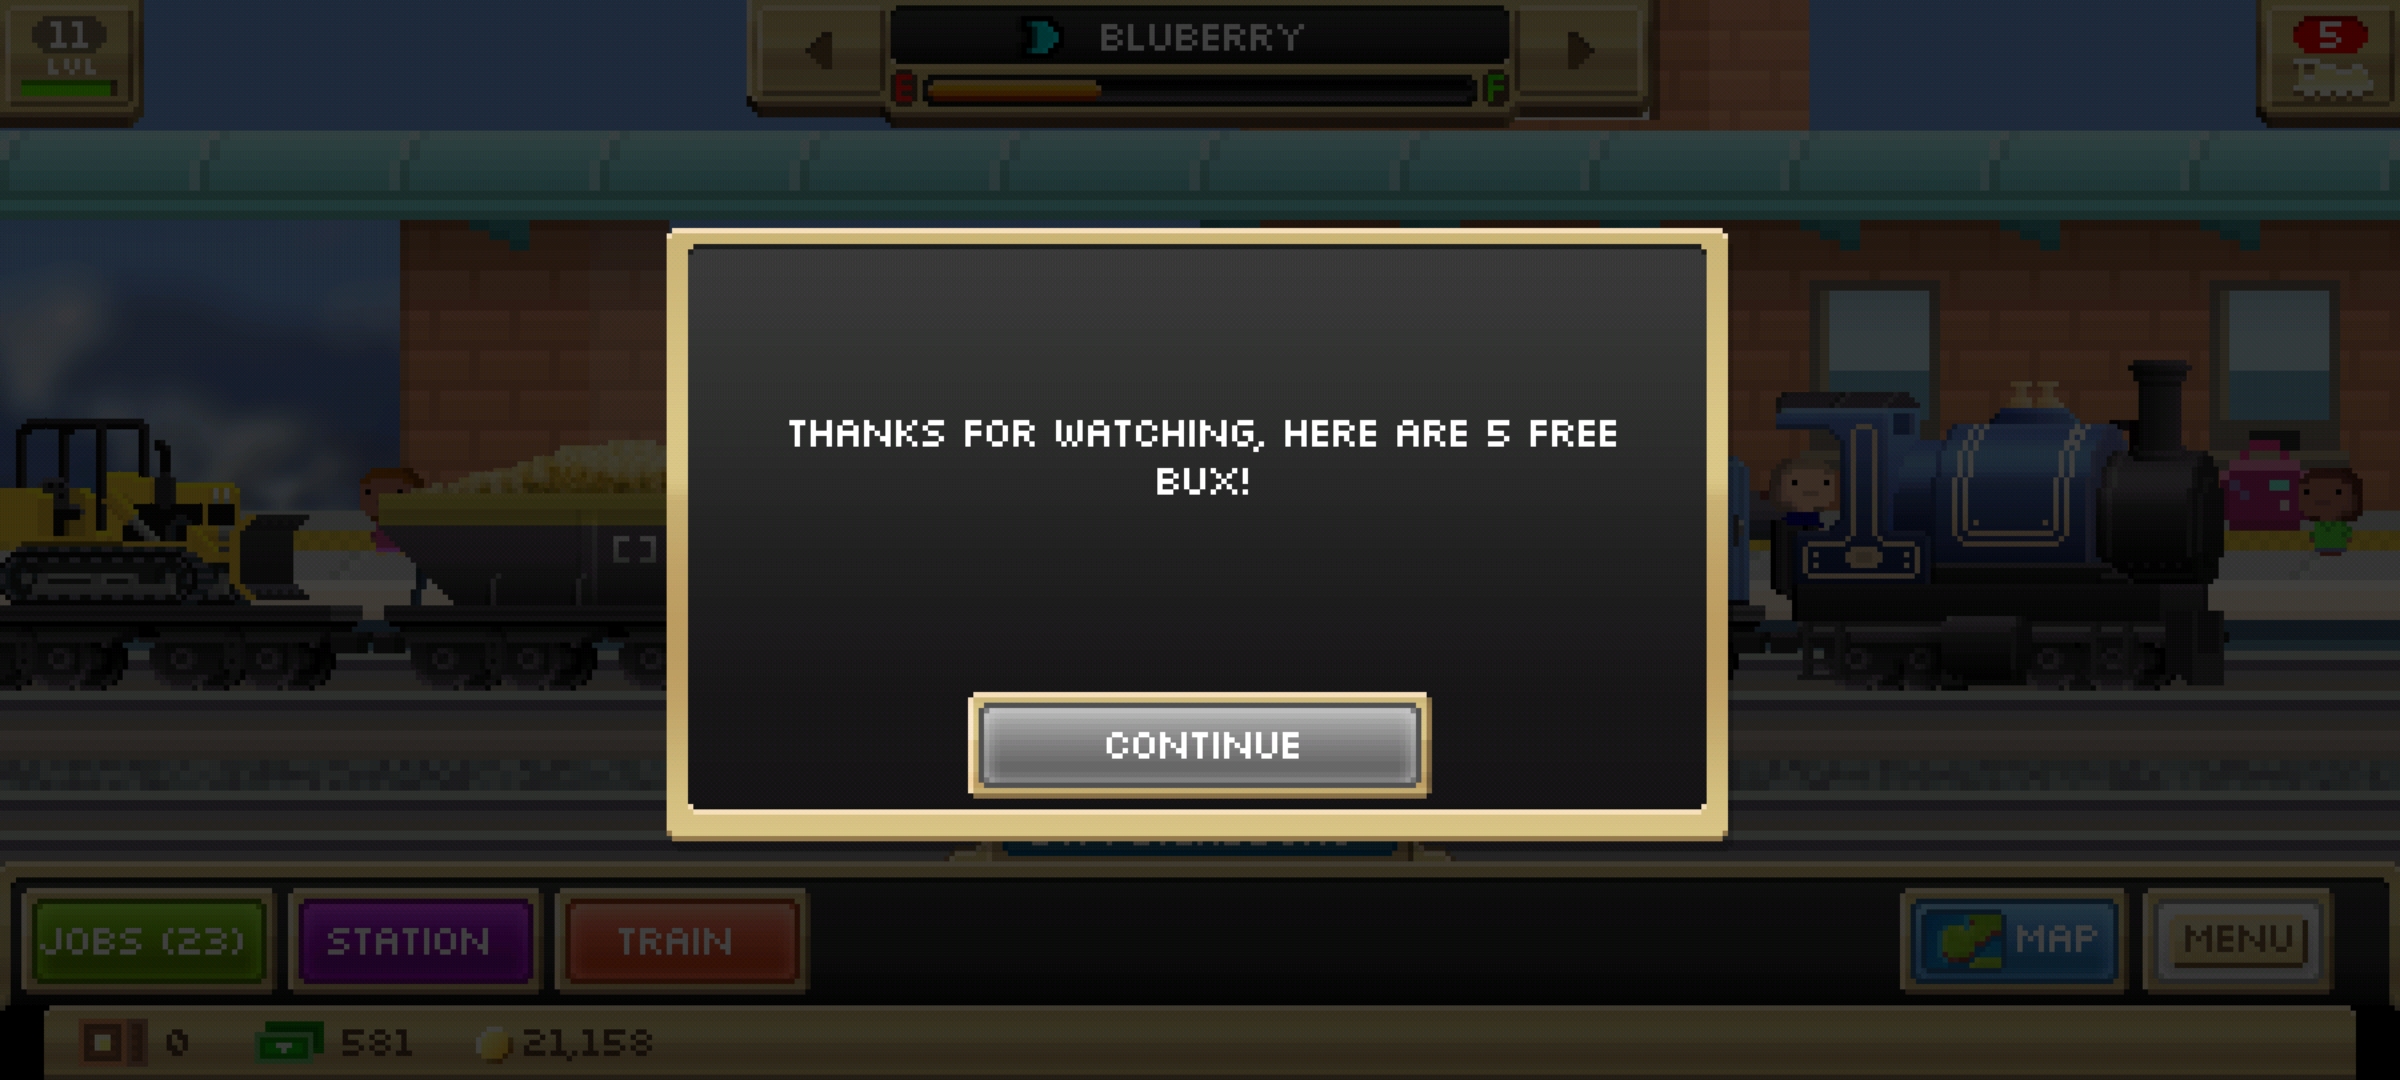 11
LVL
BLUBERRY
E F
5
THANKS FOR WATCHING, HERE ARE 5 FREE
BUX!
CONTINUE
JOBS (23) STATION TRAIN MAP MENU
0 581 21,158